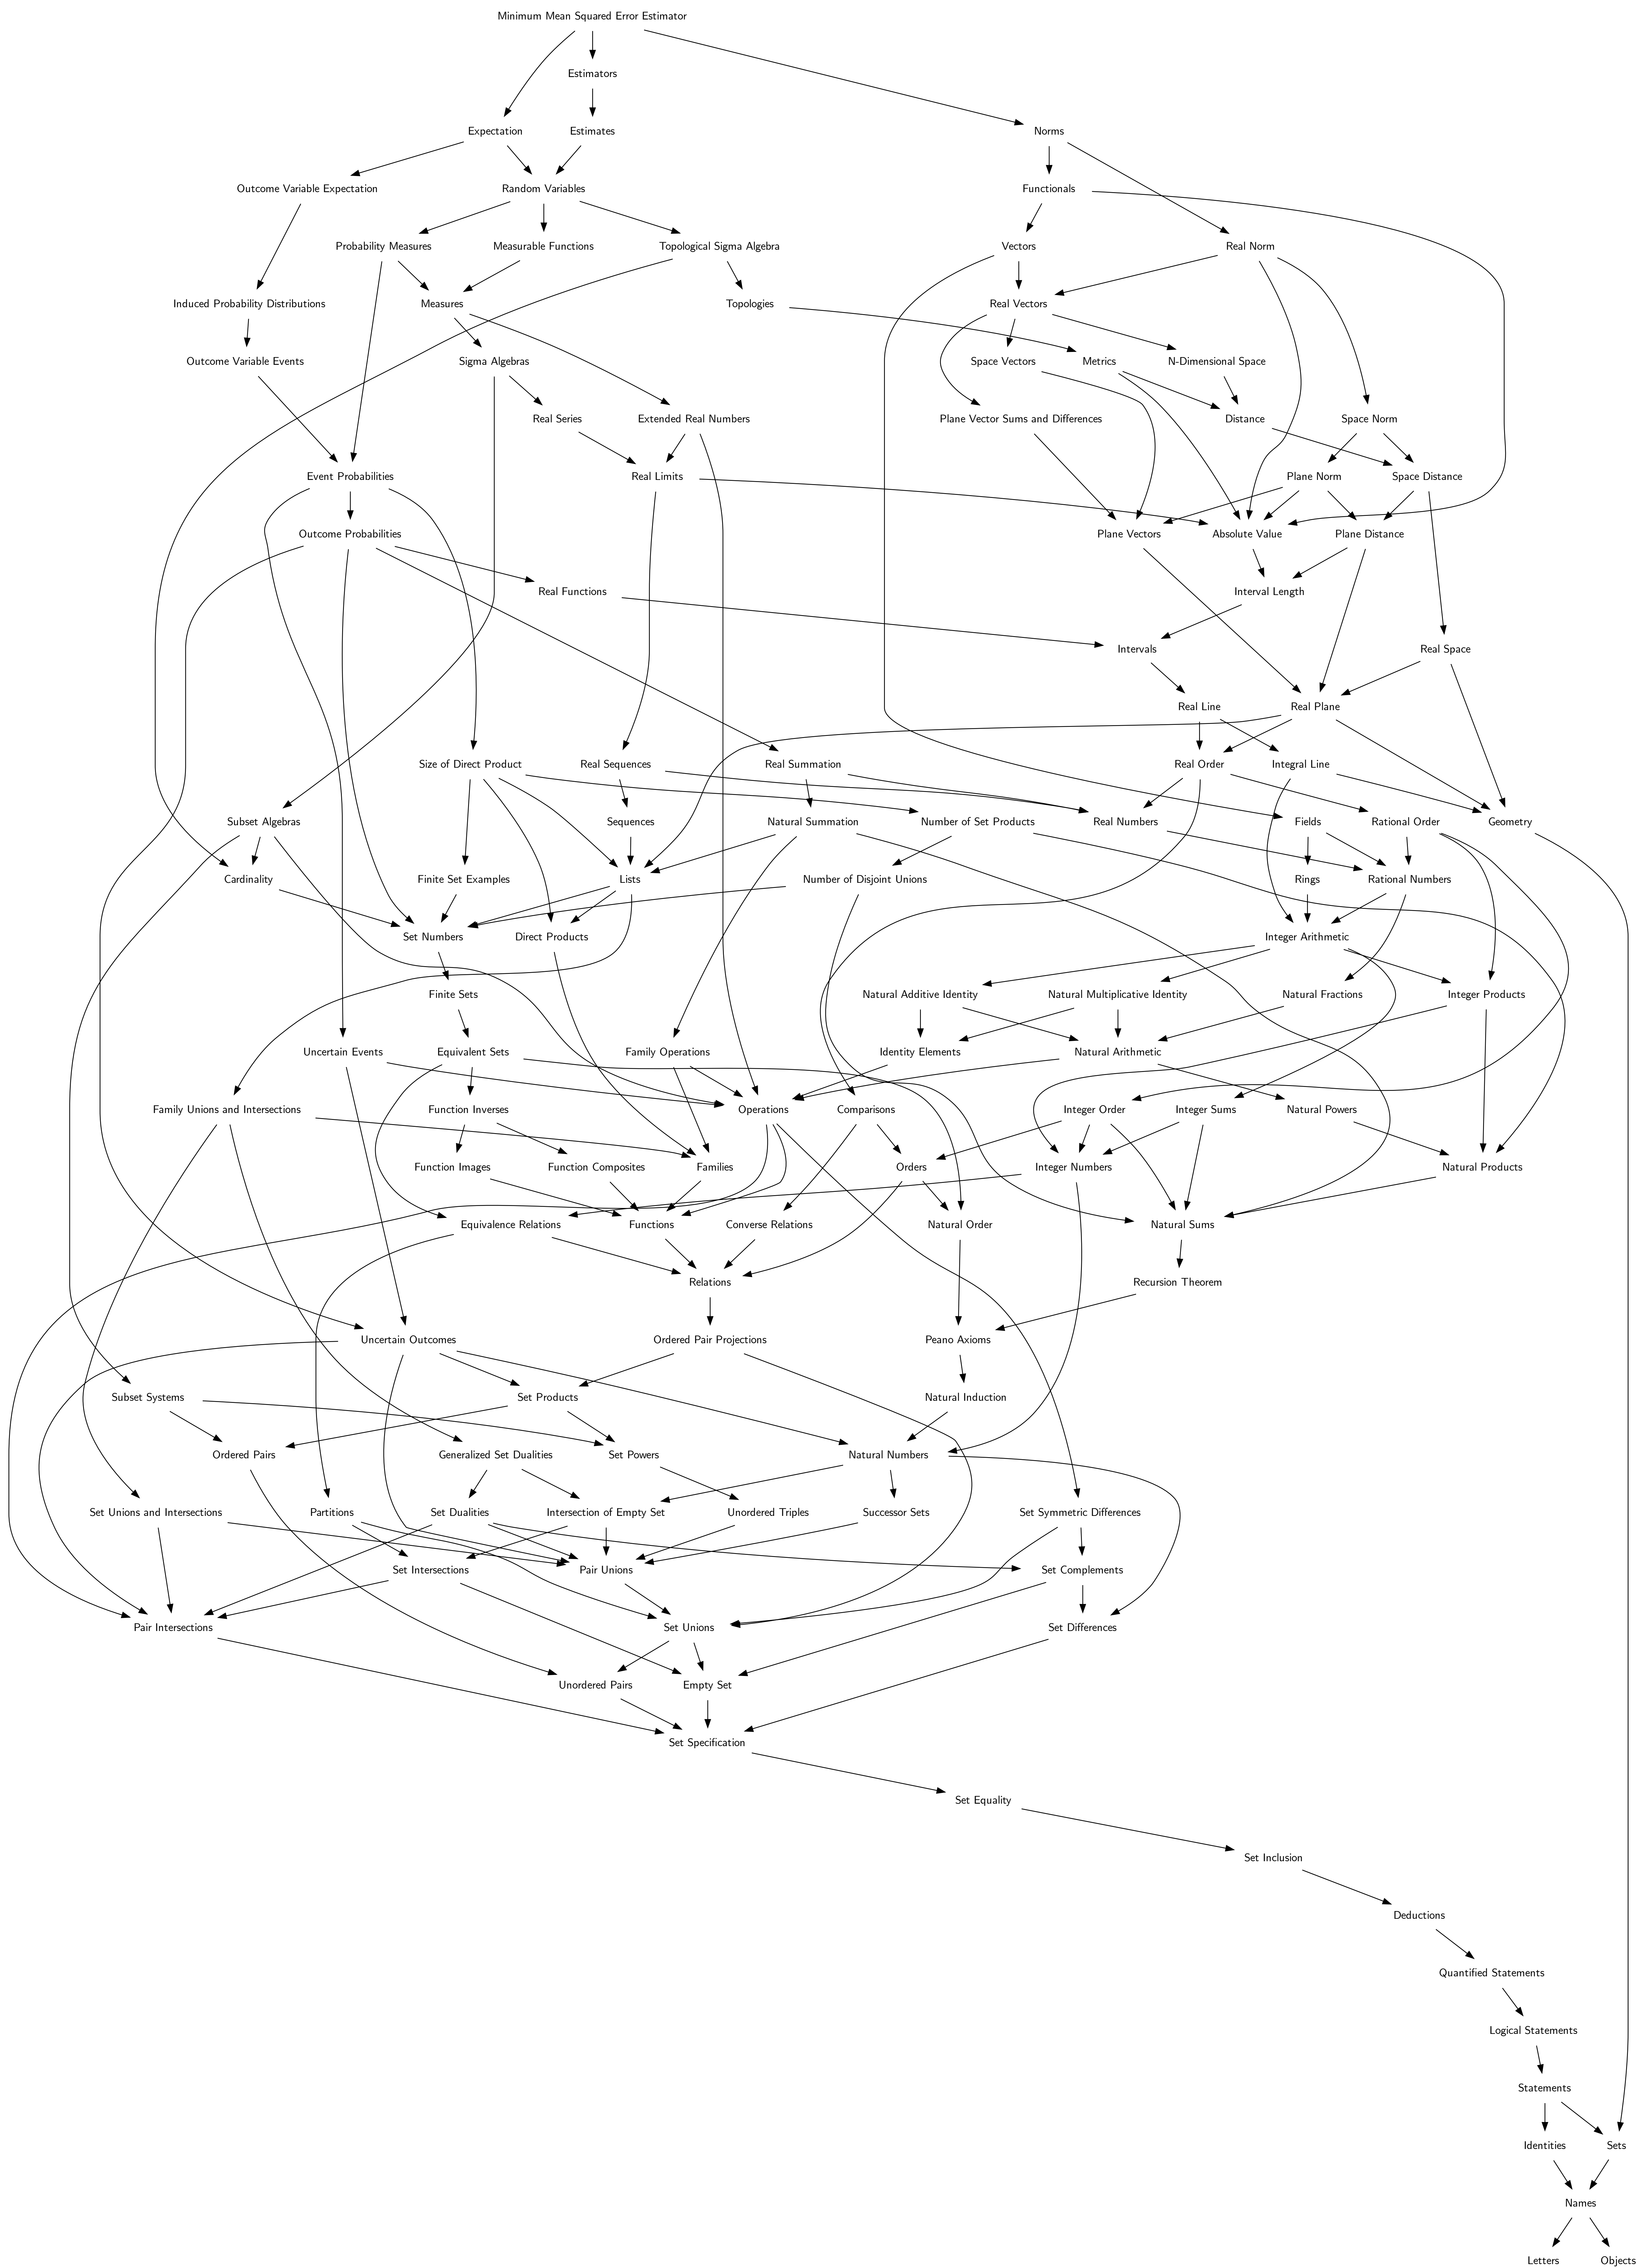 Minimum Mean Squared Error Estimator
Estimators
Expectation
Estimates
Norms
Outcome Variable Expectation
Random Variables
Functionals
Probability Measures
Measurable Functions
Topological Sigma Algebra
Vectors
Real Norm
Induced Probability Distributions
Measures
Topologies
Real Vectors
Outcome Variable Events
Sigma Algebras
Space Vectors
Metrics
N-Dimensional Space
Real Series
Extended Real Numbers
Plane Vector Sums and Differences
Distance
Space Norm
Event Probabilities
Real Limits
Plane Norm
Space Distance
Outcome Probabilities
Plane Vectors
Absolute Value
Plane Distance
Real Functions
Interval Length
Intervals
Real Space
Real Line
Real Plane
Size of Direct Product
Real Sequences
Real Summation
Real Order
Integral Line
Subset Algebras
Sequences
Natural Summation
Number of Set Products
Real Numbers
Fields
Rational Order
Geometry
Cardinality
Finite Set Examples
Lists
Number of Disjoint Unions
Rings
Rational Numbers
Set Numbers
Direct Products
Integer Arithmetic
Finite Sets
Natural Additive Identity
Natural Multiplicative Identity
Natural Fractions
Integer Products
Uncertain Events
Equivalent Sets
Family Operations
Identity Elements
Natural Arithmetic
Family Unions and Intersections
Function Inverses
Operations
Comparisons
Integer Order
Integer Sums
Natural Powers
Function Images
Function Composites
Families
Orders
Integer Numbers
Natural Products
Equivalence Relations
Functions
Converse Relations
Natural Order
Natural Sums
Relations
Recursion Theorem
Uncertain Outcomes
Ordered Pair Projections
Peano Axioms
Subset Systems
Set Products
Natural Induction
Ordered Pairs
Generalized Set Dualities
Set Powers
Natural Numbers
Set Unions and Intersections
Partitions
Set Dualities
Intersection of Empty Set
Unordered Triples
Successor Sets
Set Symmetric Differences
Set Intersections
Pair Unions
Set Complements
Pair Intersections
Set Unions
Set Differences
Unordered Pairs
Empty Set
Set Specification
Set Equality
Set Inclusion
Deductions
Quantified Statements
Logical Statements
Statements
Identities
Sets
Names
Letters
Objects